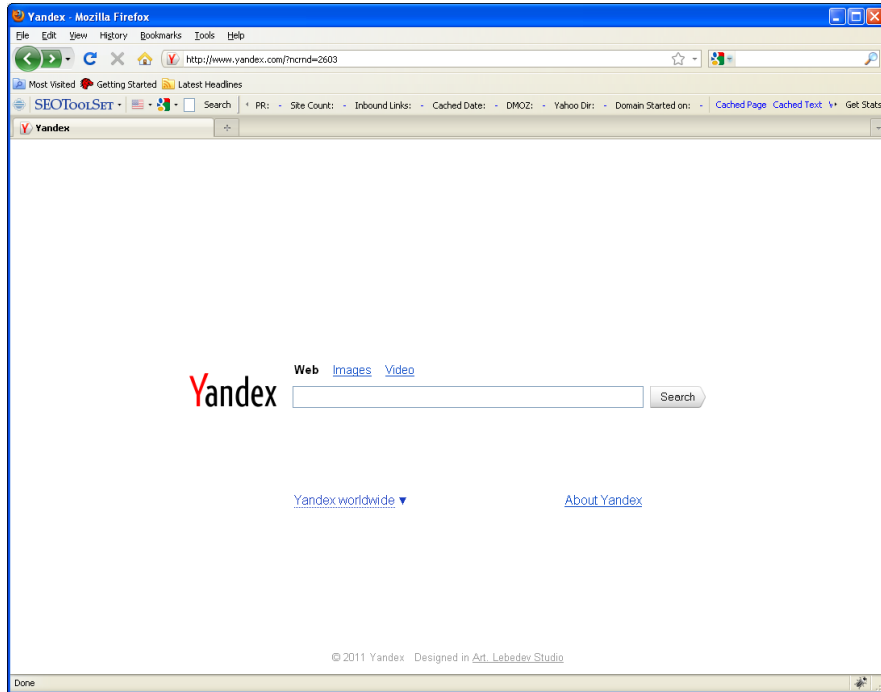 Yandex - Mozilla Firefox
File Edit View History Bookmarks Tools Help
http://www.yandex.com/?ncrnd=2603
Most Visited Getting Started Latest Headlines
SEOToolSet Search PR: - Site Count: - Inbound Links: - Cached Date: - DMOZ: - Yahoo Dir: - Domain Started on: - Cached Page Cached Text Get Stats
Yandex
Web Images Video
Yandex Search
Yandex worldwide ▼ About Yandex
© 2011 Yandex Designed in Art. Lebedev Studio
Done